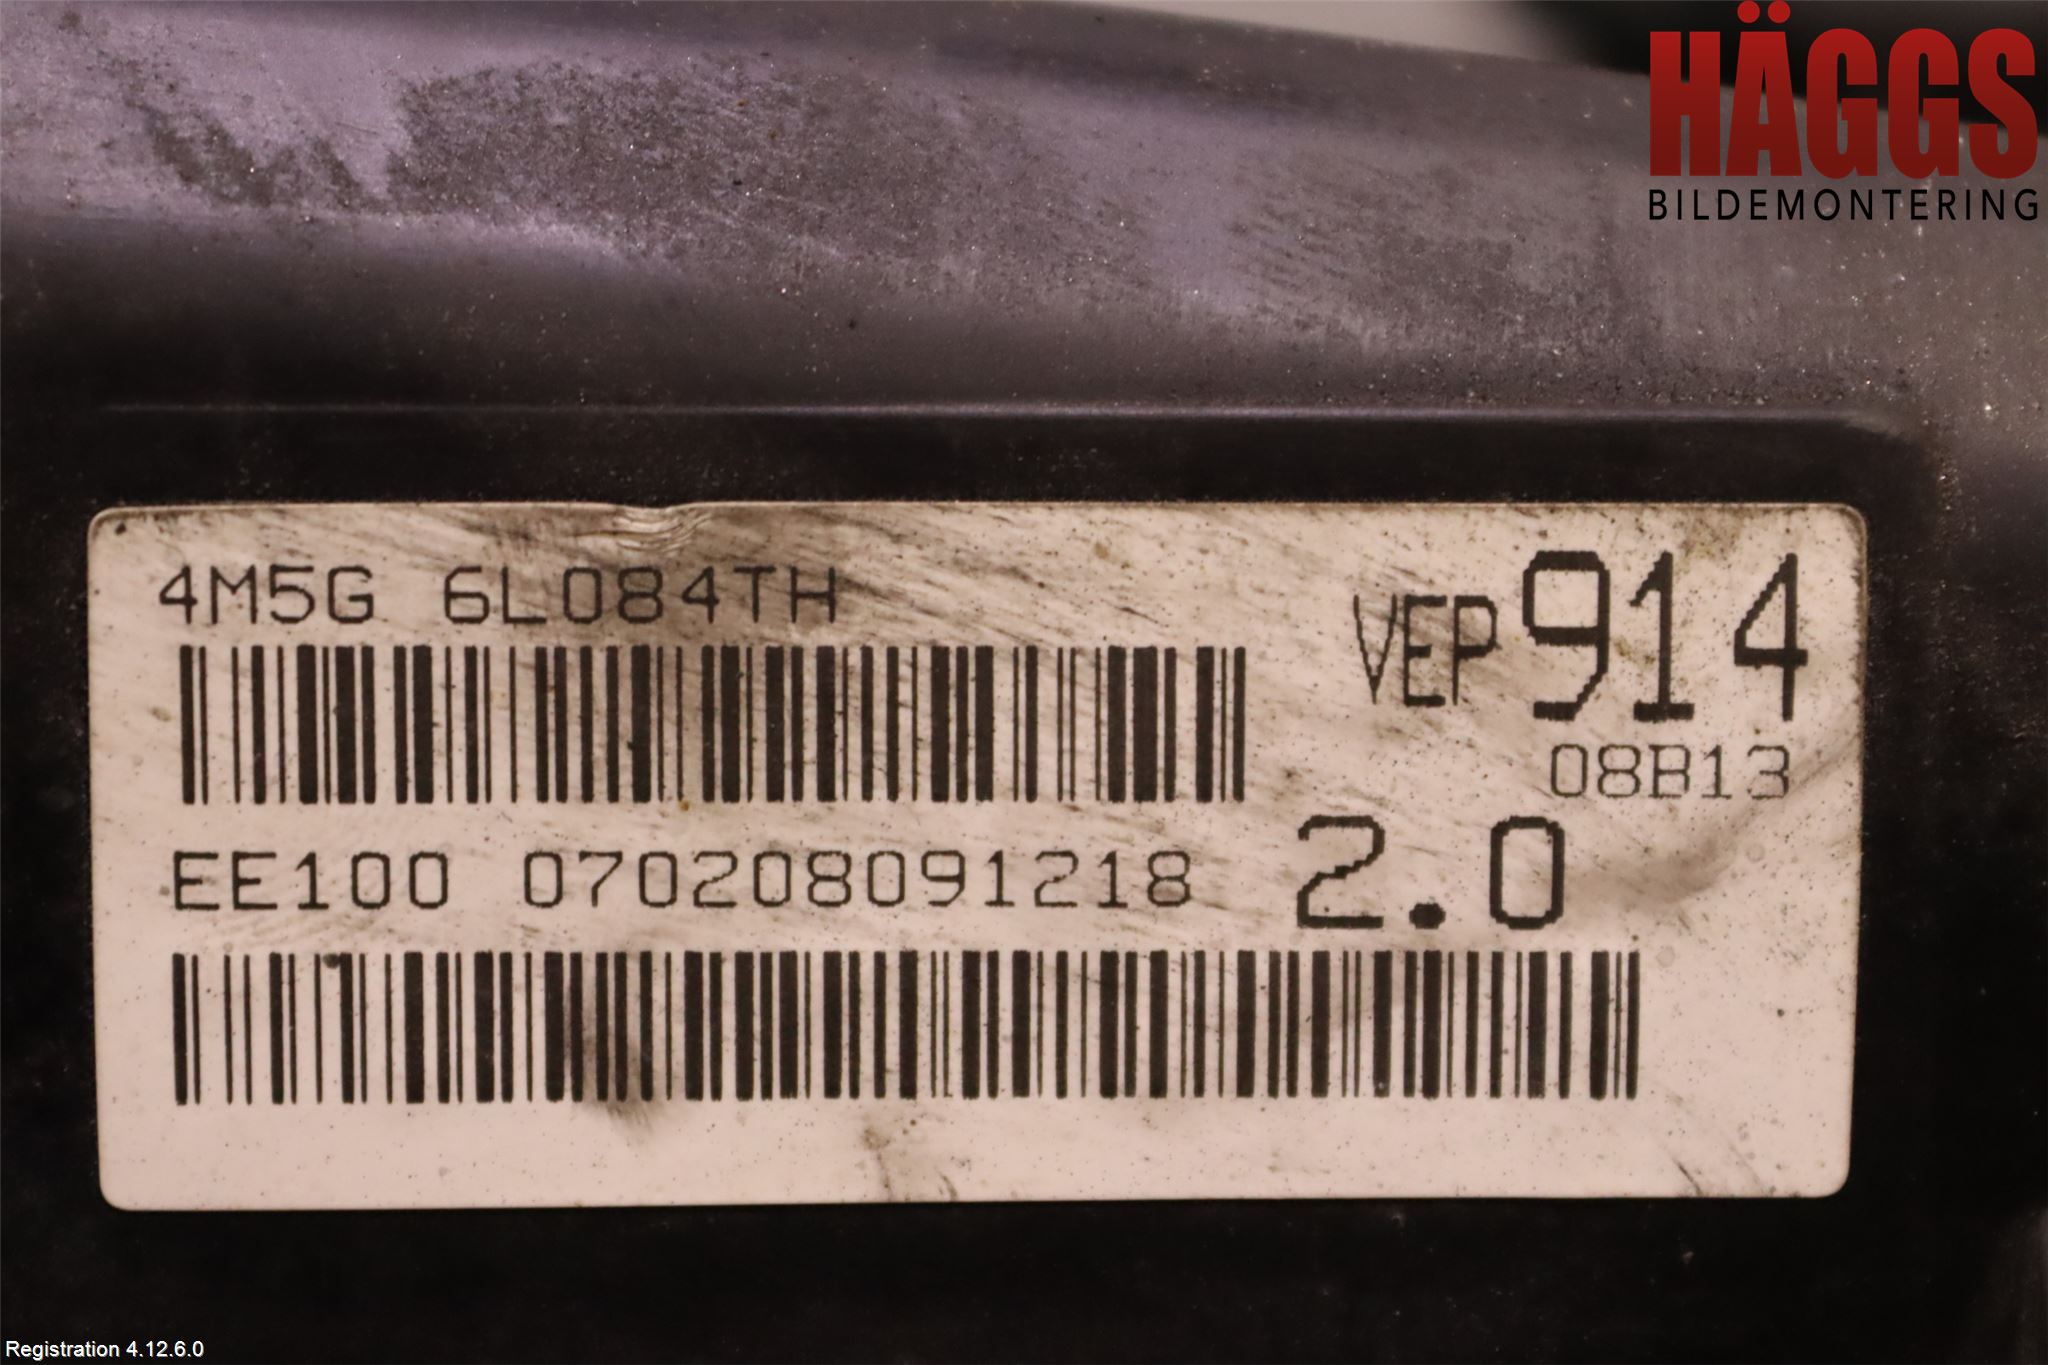 HÄGGS
BILDEMONTERING
4M5G 6L084TH
VEP 914
08B13
EE100 070208091218 2.0
Registration 4.12.6.0